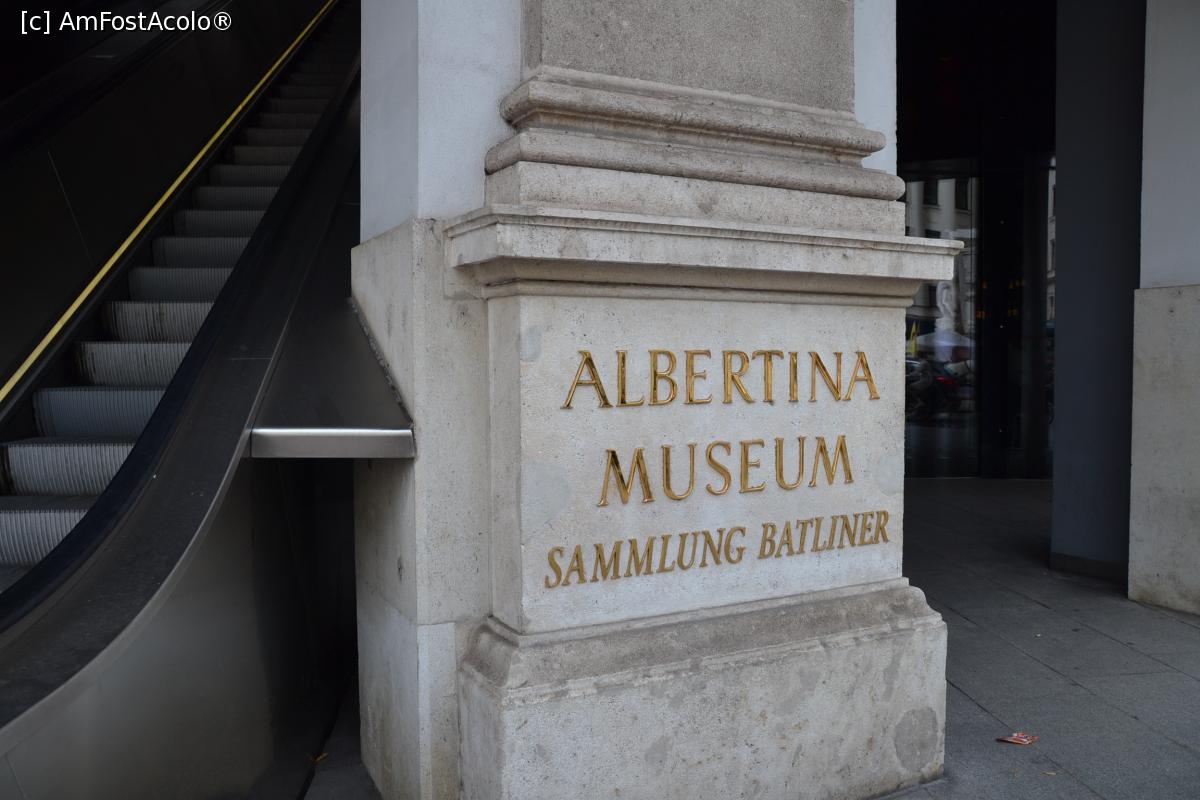 [c] AmFostAcolo®
ALBERTINA
MUSEUM
SAMMLUNG BATLINER